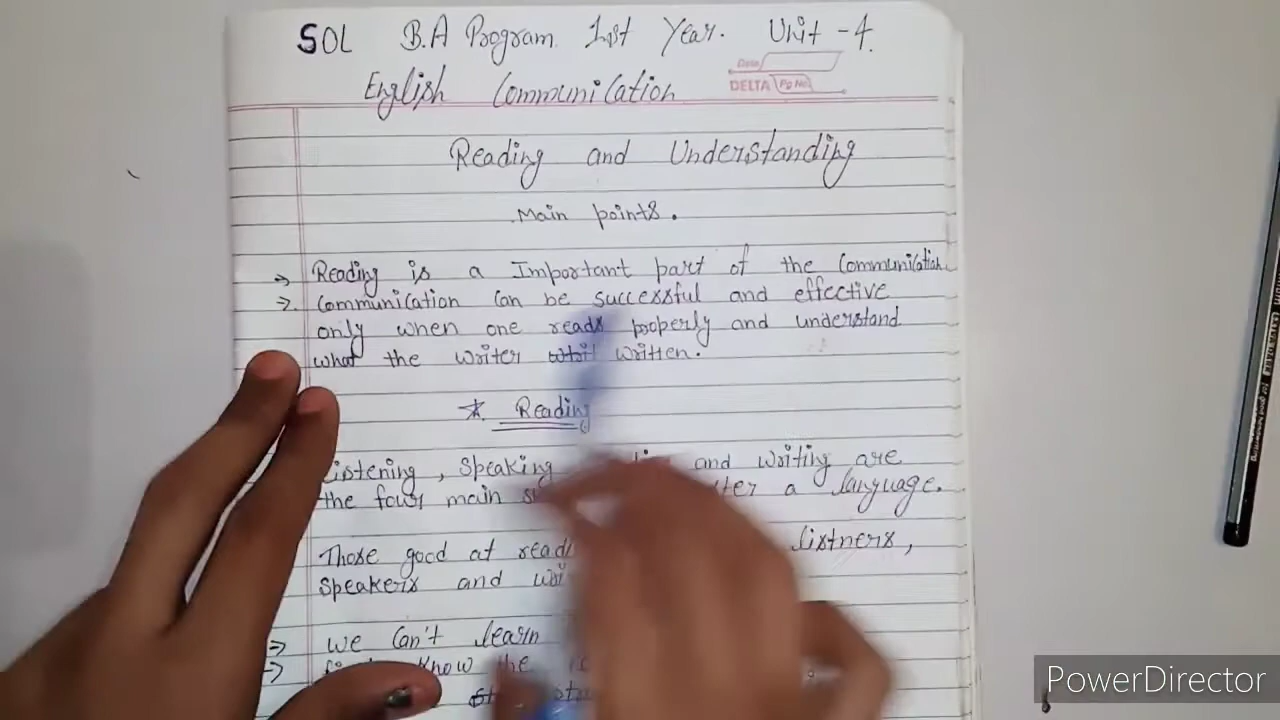 SOL B.A Program 1st Year. Unit -4.
English Communication
Date
DELTA Pg No
Reading and Understanding
Main points.
→ Reading is a Important part of the Communication.
→ Communication can be successful and effective
only when one reads properly and understand
what the writer written.
* Reading
Listening, Speaking and writing are
the four main a language.
Those good at listners,
Speakers and
→ We Can't learn
→ Know the
PowerDirector